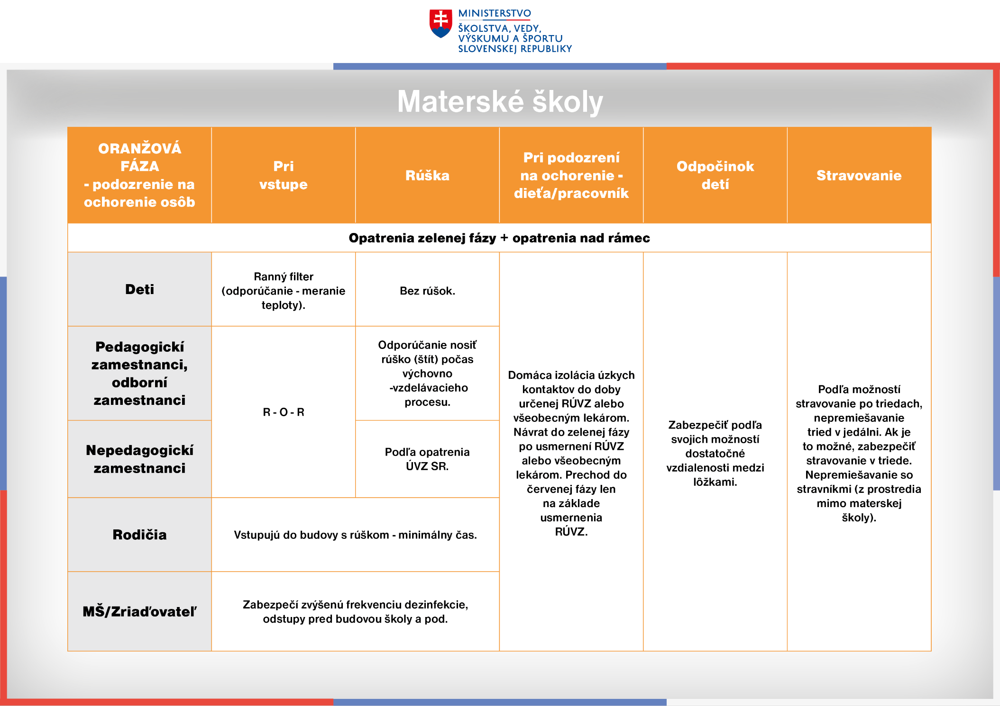 MINISTERSTVO
ŠKOLSTVA, VEDY,
VÝSKUMU A ŠPORTU
SLOVENSKEJ REPUBLIKY
Materské školy
ORANŽOVÁ
FÁZA
- podozrenie na
ochorenie osôb
Pri
vstupe
Rúška
Pri podozrení
na ochorenie -
dieťa/pracovník
Odpočinok
detí
Stravovanie
Opatrenia zelenej fázy + opatrenia nad rámec
Deti
Ranný filter
(odporúčanie - meranie
teploty).
Bez rúšok.
Pedagogickí
zamestnanci,
odborní
zamestnanci
R - O - R
Odporúčanie nosiť
rúško (štít) počas
výchovno
-vzdelávacieho
procesu.
Nepedagogickí
zamestnanci
Podľa opatrenia
ÚVZ SR.
Rodičia
Vstupujú do budovy s rúškom - minimálny čas.
MŠ/Zriaďovateľ
Zabezpečí zvýšenú frekvenciu dezinfekcie,
odstupy pred budovou školy a pod.
Domáca izolácia úzkych
kontaktov do doby
určenej RÚVZ alebo
všeobecným lekárom.
Návrat do zelenej fázy
po usmernení RÚVZ
alebo všeobecným
lekárom. Prechod do
červenej fázy len
na základe
usmernenia
RÚVZ.
Zabezpečiť podľa
svojich možností
dostatočné
vzdialenosti medzi
lôžkami.
Podľa možností
stravovanie po triedach,
nepremiešavanie
tried v jedálni. Ak je
to možné, zabezpečiť
stravovanie v triede.
Nepremiešavanie so
stravníkmi (z prostredia
mimo materskej
školy).